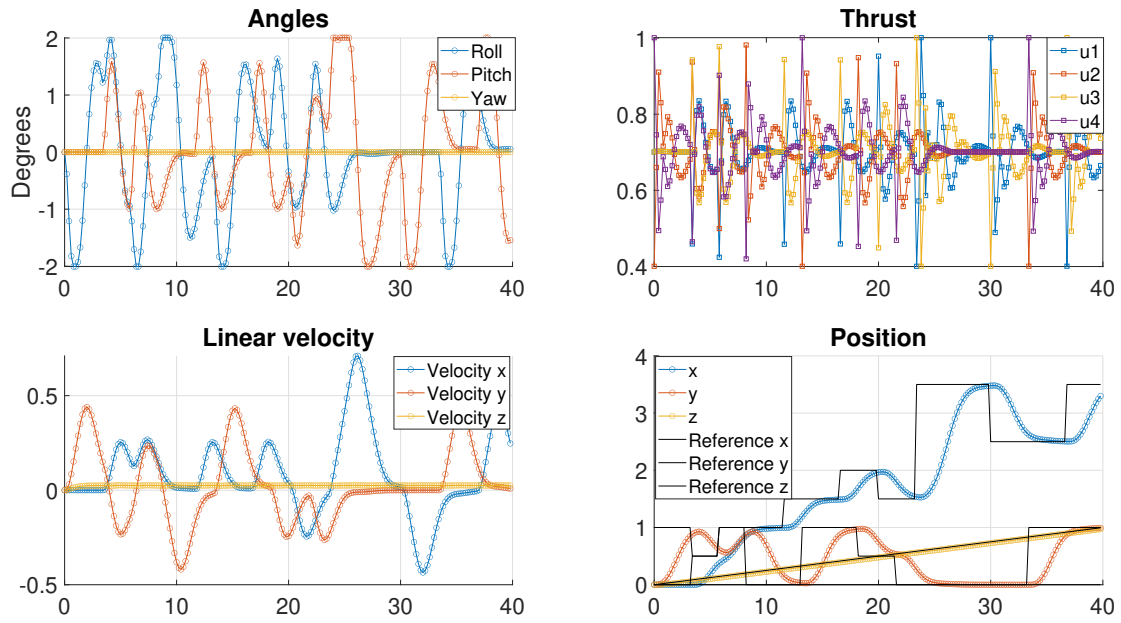 Angles
Degrees
2
1
0
-1
-2
0
10
20
30
40
Roll
Pitch
Yaw
Thrust
1
0.8
0.6
0.4
0
10
20
30
40
u1
u2
u3
u4
Linear velocity
0.5
0
-0.5
0
10
20
30
40
Velocity x
Velocity y
Velocity z
Position
4
3
2
1
0
0
10
20
30
40
x
y
z
Reference x
Reference y
Reference z